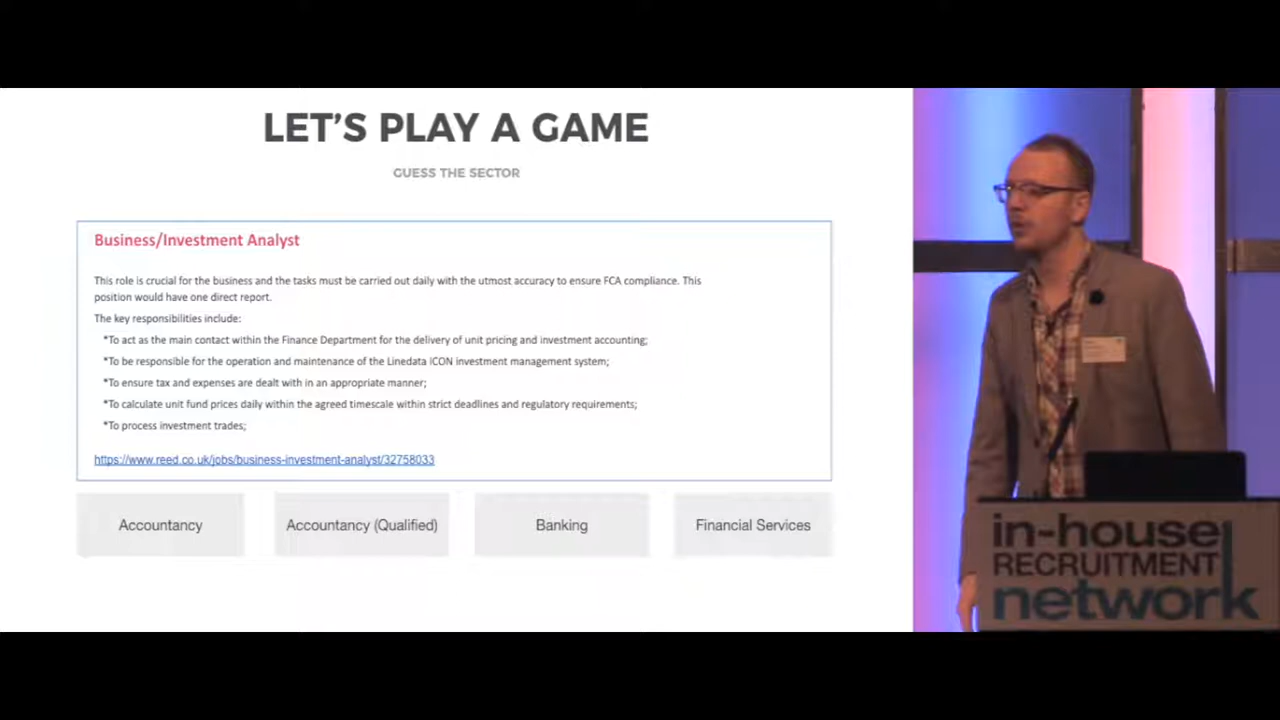 LET'S PLAY A GAME
GUESS THE SECTOR
Business/Investment Analyst
This role is crucial for the business and the tasks must be carried out daily with the utmost accuracy to ensure FCA compliance. This
position would have one direct report.
The key responsibilities include:
*To act as the main contact within the Finance Department for the delivery of unit pricing and investment accounting;
*To be responsible for the operation and maintenance of the Linedata ICON investment management system;
*To ensure tax and expenses are dealt with in an appropriate manner;
*To calculate unit fund prices daily within the agreed timescale within strict deadlines and regulatory requirements;
*To process investment trades;
https://www.reed.co.uk/jobs/business-investment-analyst/32758033
Accountancy
Accountancy (Qualified)
Banking
Financial Services
in-house
RECRUITMENT
network